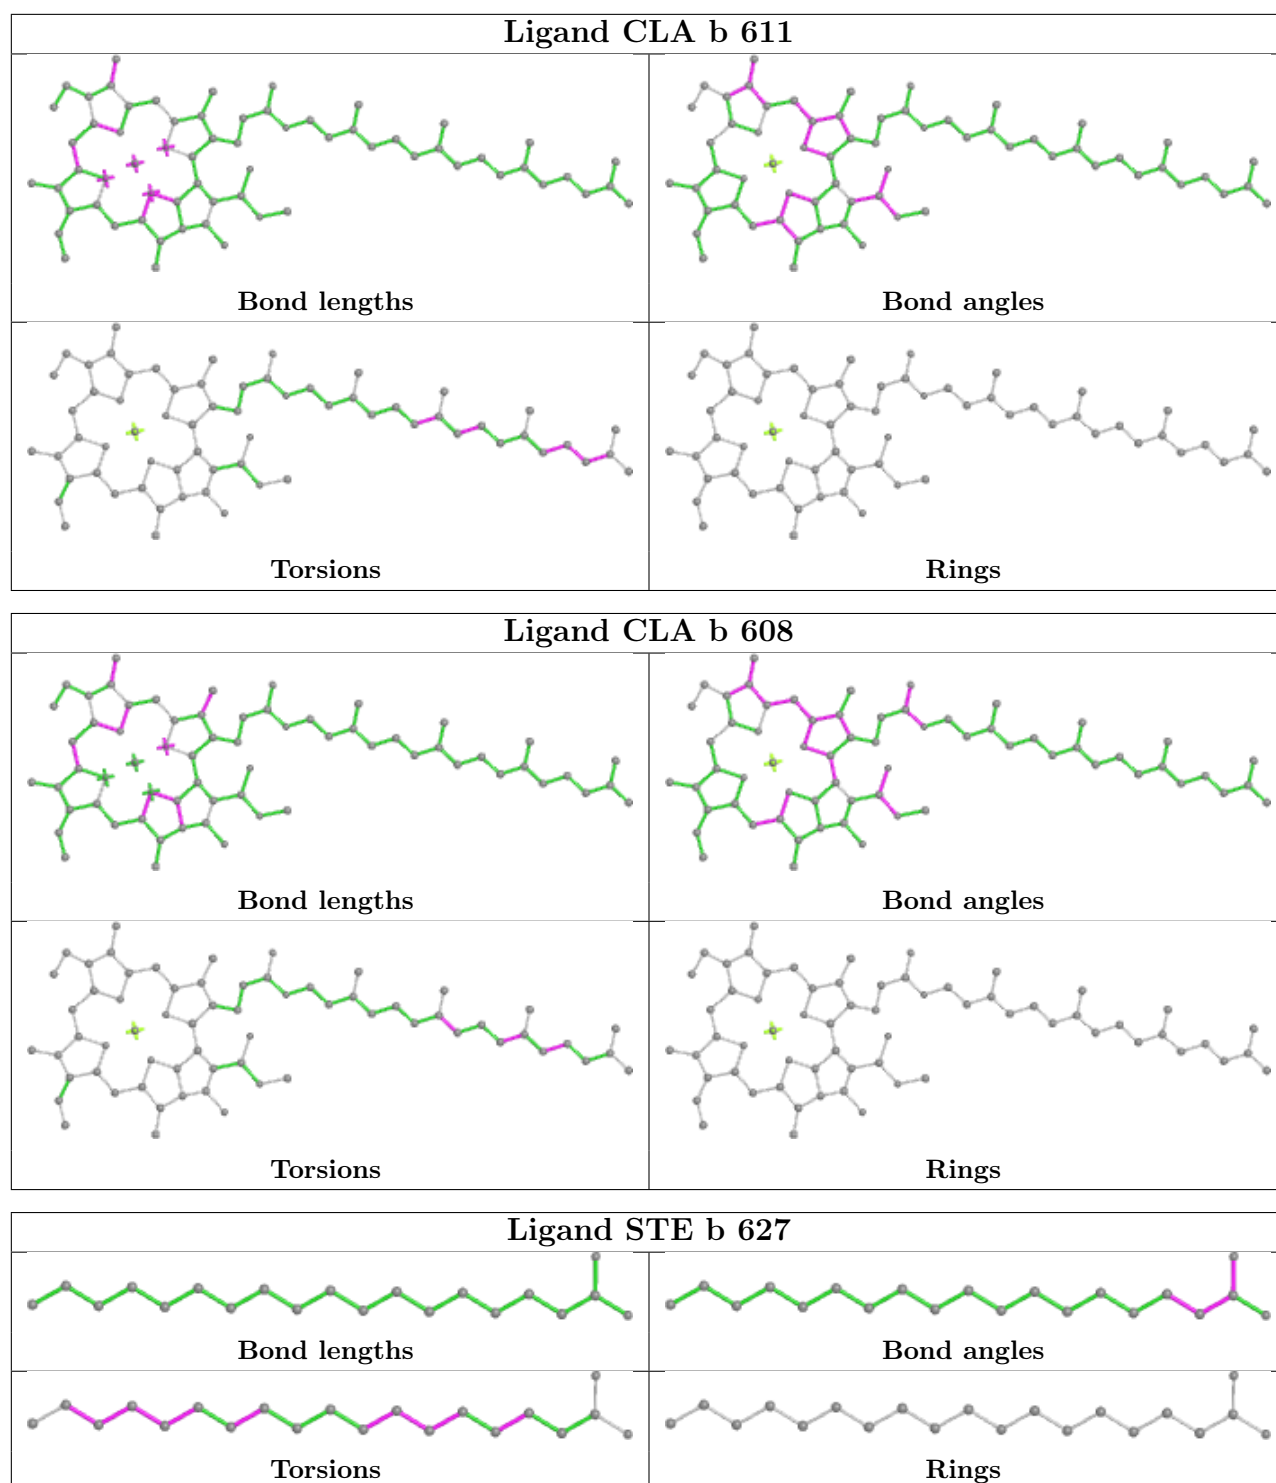 Ligand CLA b 611
Bond lengths
Bond angles
Torsions
Rings
Ligand CLA b 608
Bond lengths
Bond angles
Torsions
Rings
Ligand STE b 627
Bond lengths
Bond angles
Torsions
Rings